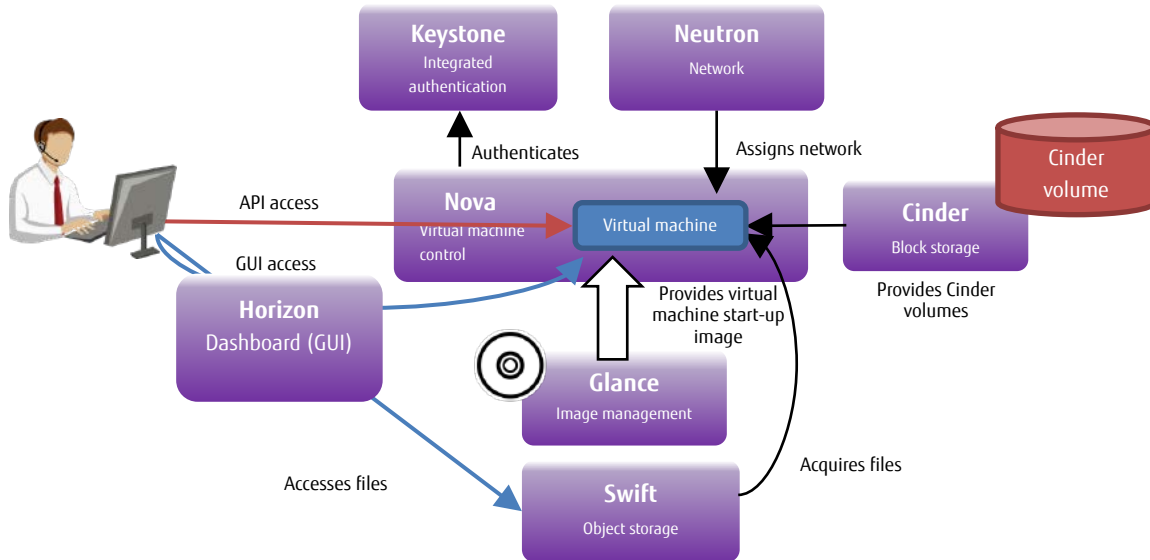 Keystone
Integrated
authentication
Neutron
Network
Authenticates
Assigns network
Cinder
volume
API access
Nova
Virtual machine
control
Virtual machine
Cinder
Block storage
GUI access
Provides virtual
machine start-up
image
Provides Cinder
volumes
Horizon
Dashboard (GUI)
Glance
Image management
Accesses files
Acquires files
Swift
Object storage